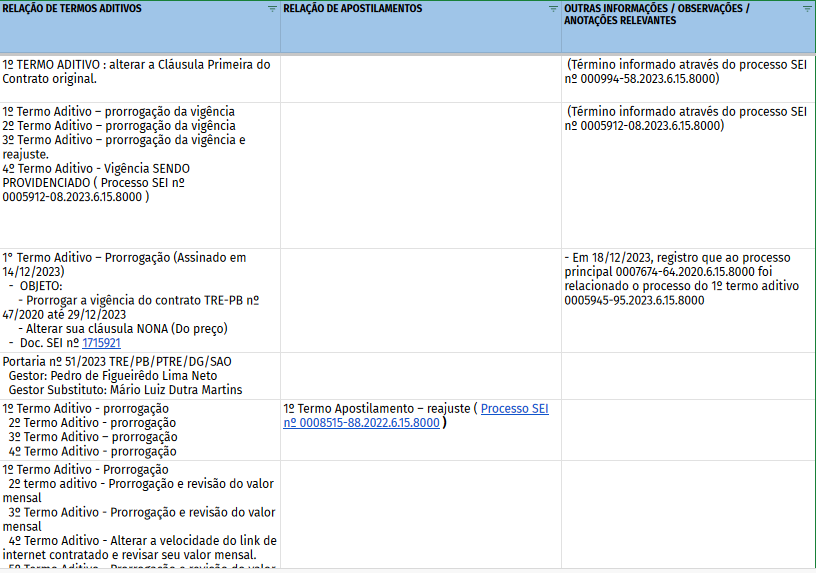 RELAÇÃO DE TERMOS ADITIVOS
RELAÇÃO DE APOSTILAMENTOS
OUTRAS INFORMAÇÕES / OBSERVAÇÕES /
ANOTAÇÕES RELEVANTES
1º TERMO ADITIVO : alterar a Cláusula Primeira do
Contrato original.
(Término informado através do processo SEI
nº 000994-58.2023.6.15.8000)
1º Termo Aditivo – prorrogação da vigência
2º Termo Aditivo – prorrogação da vigência
3º Termo Aditivo – prorrogação da vigência e
reajuste.
4º Termo Aditivo - Vigência SENDO
PROVIDENCIADO ( Processo SEI nº
0005912-08.2023.6.15.8000 )
(Término informado através do processo SEI
nº 0005912-08.2023.6.15.8000)
1° Termo Aditivo – Prorrogação (Assinado em
14/12/2023)
- OBJETO:
- Prorrogar a vigência do contrato TRE-PB nº
47/2020 até 29/12/2023
- Alterar sua cláusula NONA (Do preço)
- Doc. SEI nº 1715921
- Em 18/12/2023, registro que ao processo
principal 0007674-64.2020.6.15.8000 foi
relacionado o processo do 1º termo aditivo
0005945-95.2023.6.15.8000
Portaria nº 51/2023 TRE/PB/PTRE/DG/SAO
Gestor: Pedro de Figueirêdo Lima Neto
Gestor Substituto: Mário Luiz Dutra Martins
1º Termo Aditivo - prorrogação
2º Termo Aditivo - prorrogação
3º Termo Aditivo – prorrogação
4º Termo Aditivo - prorrogação
1º Termo Apostilamento – reajuste ( Processo SEI
nº 0008515-88.2022.6.15.8000 )
1º Termo Aditivo - Prorrogação
2º termo aditivo - Prorrogação e revisão do valor
mensal
3º Termo Aditivo - Prorrogação e revisão do valor
mensal
4º Termo Aditivo - Alterar a velocidade do link de
internet contratado e revisar seu valor mensal.
5º Termo Aditivo - Prorrogação e revisão do valor